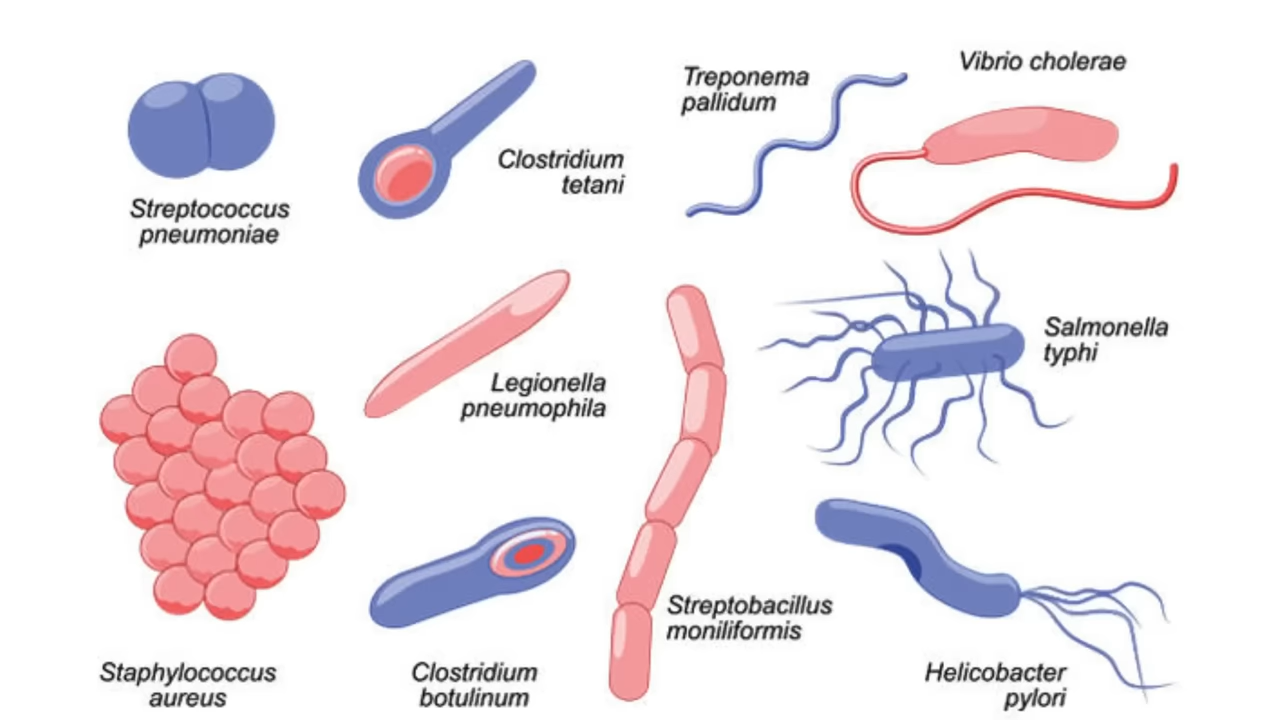 Streptococcus
pneumoniae
Clostridium
tetani
Treponema
pallidum
Vibrio cholerae
Legionella
pneumophila
Salmonella
typhi
Staphylococcus
aureus
Clostridium
botulinum
Streptobacillus
moniliformis
Helicobacter
pylori